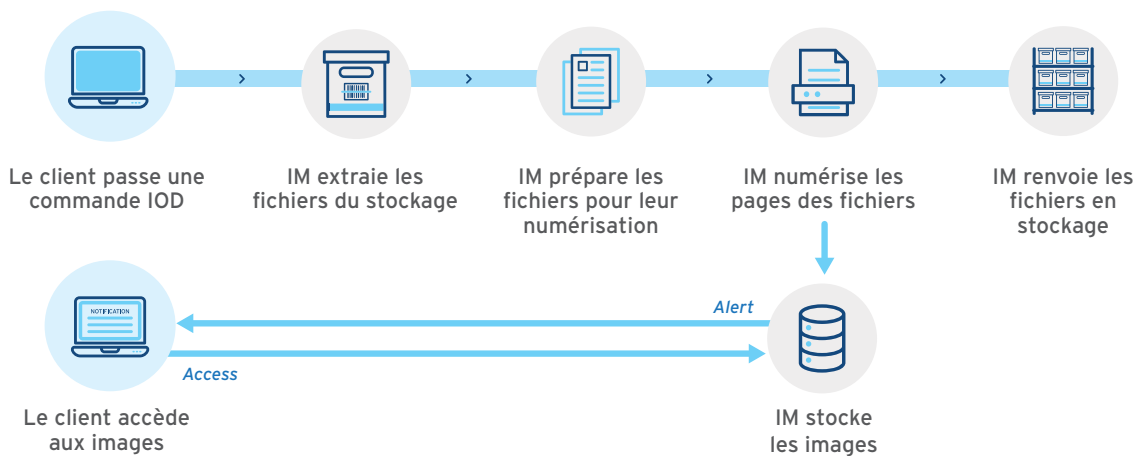 Le client passe une
commande IOD
IM extraie les
fichiers du stockage
IM prépare les
fichiers pour leur
numérisation
IM numérise les
pages des fichiers
IM renvoie les
fichiers en
stockage
NOTIFICATION
Alert
Access
Le client accède
aux images
IM stocke
les images